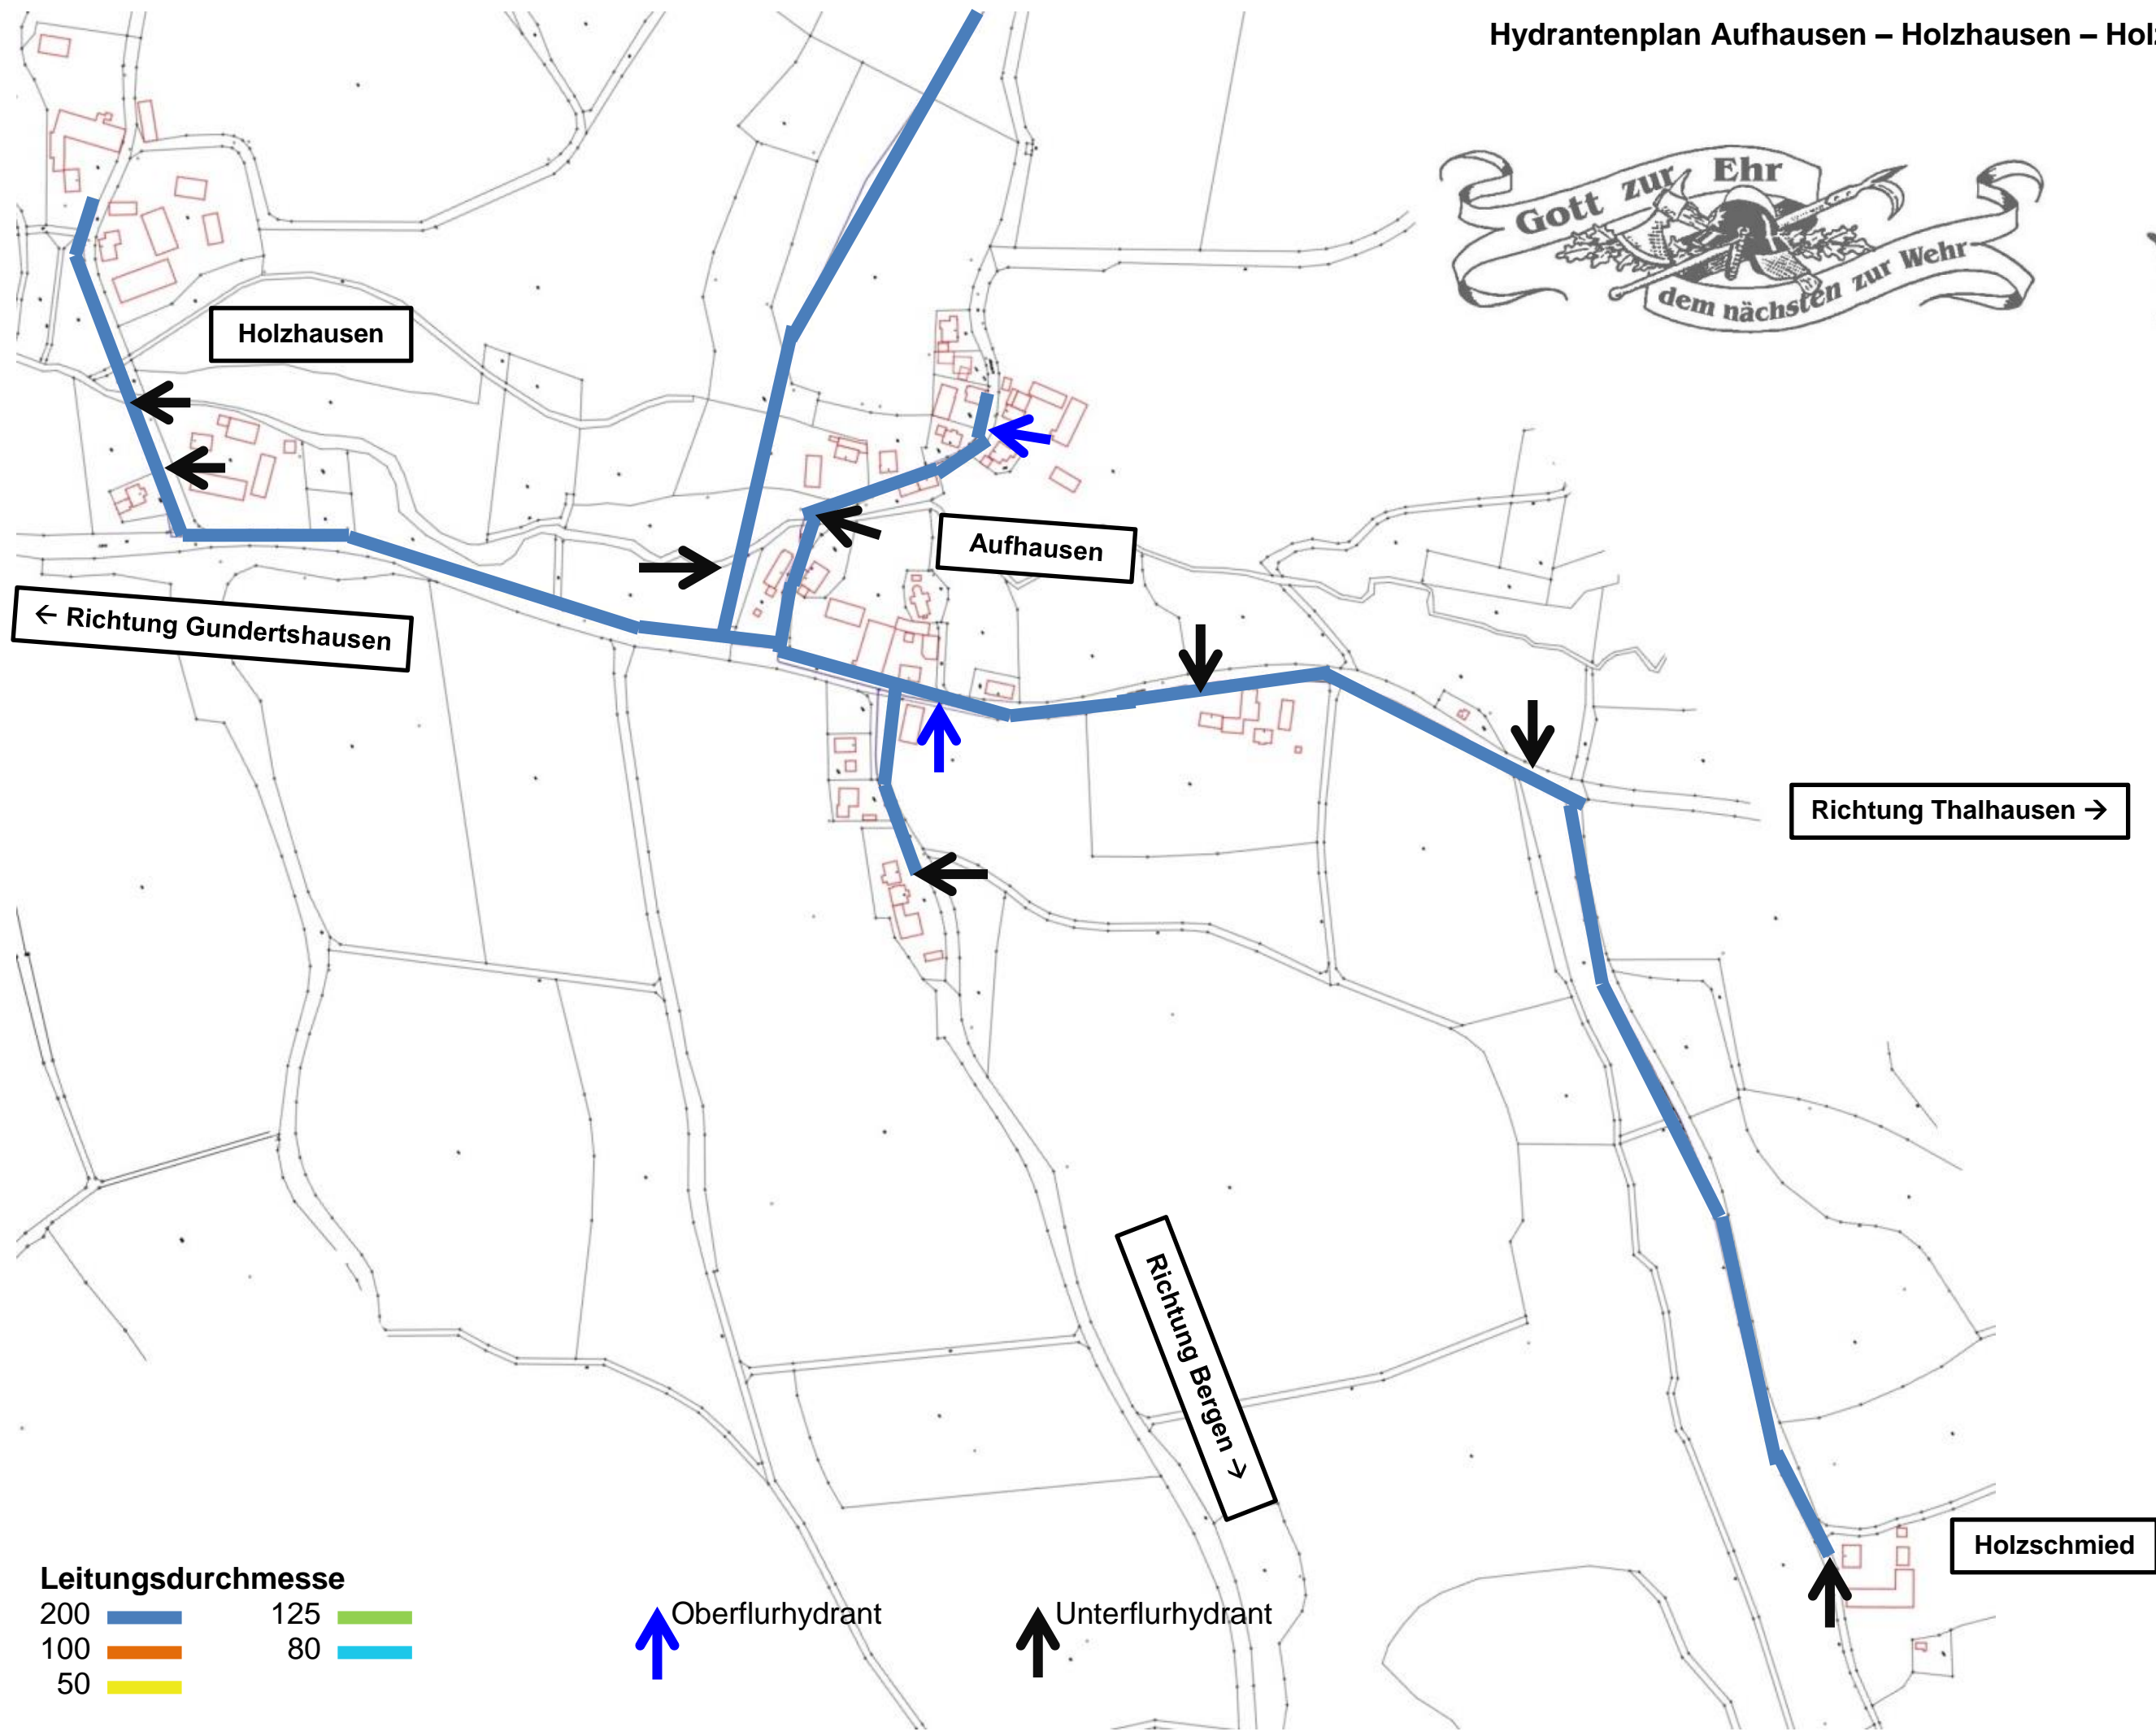 Hydrantenplan Aufhausen – Holzhausen –
Gott zur Ehr
dem nächsten zur Wehr
Holzhausen
Aufhausen
← Richtung Gundertshausen
Richtung Thalhausen →
Richtung Bergen →
Holzschmied
Leitungsdurchmesse
200 125
100 80
50
Oberflurhydrant
Unterflurhydrant